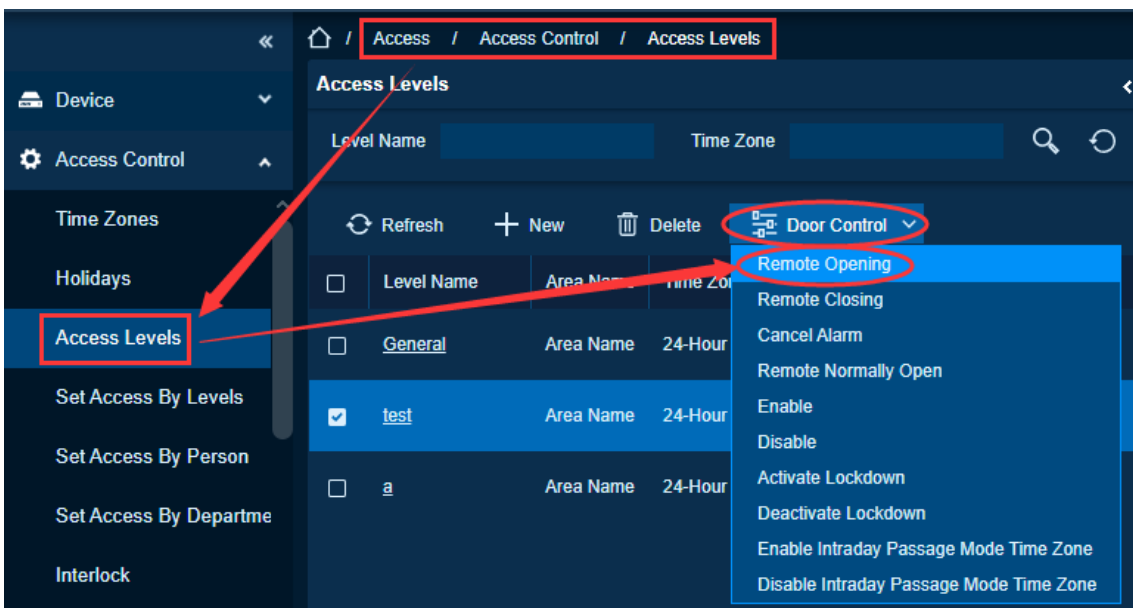 / Access / Access Control / Access Levels
Device
Access Control
Time Zones
Holidays
Access Levels
Set Access By Levels
Set Access By Person
Set Access By Departme
Interlock
Access Levels
Level Name Time Zone
Refresh New Delete Door Control
Level Name Area Name Time Zo
General Area Name 24-Hour
test Area Name 24-Hour
a Area Name 24-Hour
Remote Opening
Remote Closing
Cancel Alarm
Remote Normally Open
Enable
Disable
Activate Lockdown
Deactivate Lockdown
Enable Intraday Passage Mode Time Zone
Disable Intraday Passage Mode Time Zone